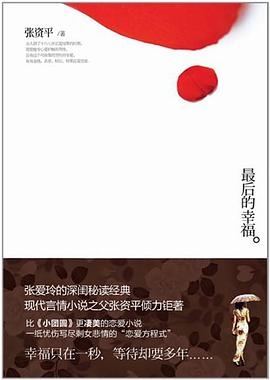 张资平 /著
最后的幸福。
张爱玲的深闺秘读经典
现代言情小说之父张资平倾力钜著
比《小团圆》更凄美的恋爱小说
一纸忧伤写尽剩女悲情的“恋爱方程式”
幸福只在一秒，等待却要多年……